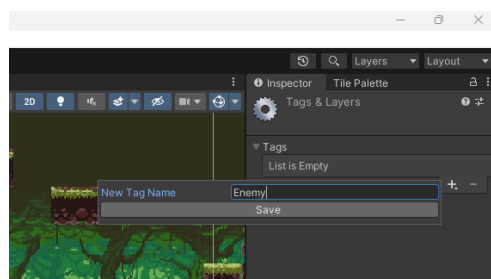 Layers Layout
Inspector Tile Palette
2D
Tags & Layers
Tags
List is Empty
New Tag Name Enemy
Save